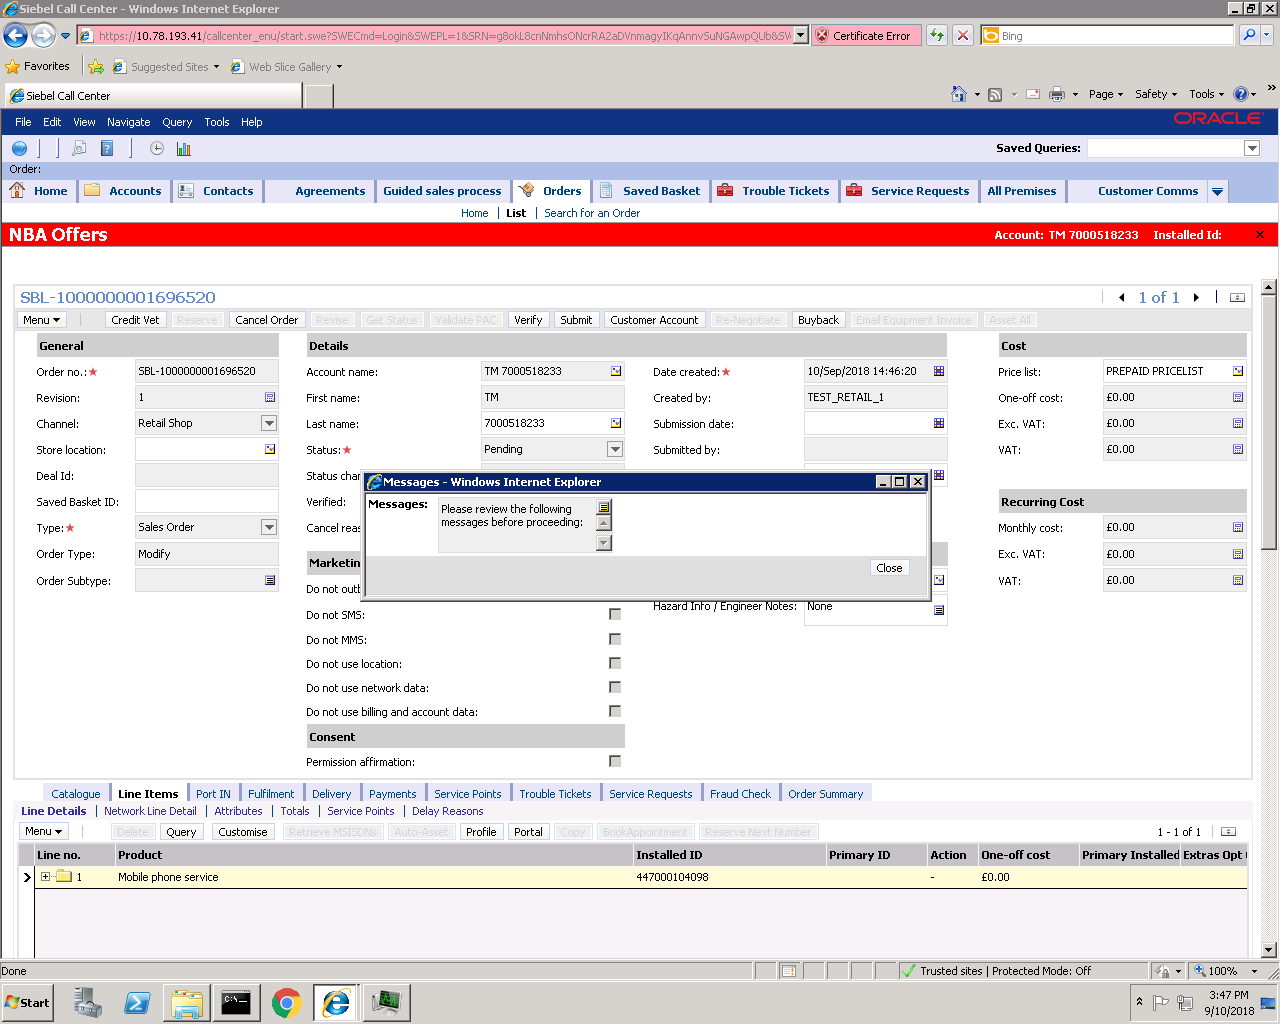 Siebel Call Center - Windows Internet Explorer
https://10.78.193.41/callcenter_enu/start.swe?SWECmd=Login&SWEPL=1&SRN=g8okL8cnNmhsONcrRA2aDVnmagyIKqAnnvSuNGAwpQUb&SW
Certificate Error
Bing
Favorites
Suggested Sites
Web Slice Gallery
Siebel Call Center
Page
Safety
Tools
File Edit View Navigate Query Tools Help
ORACLE
Saved Queries:
Order:
Home Accounts Contacts Agreements Guided sales process Orders Saved Basket Trouble Tickets Service Requests All Premises Customer Comms
Home | List | Search for an Order
NBA Offers
Account: TM 7000518233 Installed Id:
SBL-1000000001696520
1 of 1
Menu Credit Vet Reserve Cancel Order Revise Get Status Validate PAC Verify Submit Customer Account Re-Negotiate Buyback Email Equipment Invoice Asset All
General
Order no.: SBL-1000000001696520
Revision: 1
Channel: Retail Shop
Store location:
Deal Id:
Saved Basket ID:
Type: Sales Order
Order Type: Modify
Order Subtype:
Details
Account name: TM 7000518233
First name: TM
Last name: 7000518233
Status: Pending
Status chan
Verified:
Cancel reas
Date created: 10/Sep/2018 14:46:20
Created by: TEST_RETAIL_1
Submission date:
Submitted by:
Cost
Price list: PREPAID PRICELIST
One-off cost: £0.00
Exc. VAT: £0.00
VAT: £0.00
Recurring Cost
Monthly cost: £0.00
Exc. VAT: £0.00
VAT: £0.00
Messages - Windows Internet Explorer
Messages: Please review the following
messages before proceeding:
Close
Marketin
Do not outb
Do not SMS:
Do not MMS:
Do not use location:
Do not use network data:
Do not use billing and account data:
Hazard Info / Engineer Notes: None
Consent
Permission affirmation:
Catalogue Line Items Port IN Fulfilment Delivery Payments Service Points Trouble Tickets Service Requests Fraud Check Order Summary
Line Details | Network Line Detail | Attributes | Totals | Service Points | Delay Reasons
Menu Delete Query Customise Retrieve MSISDNs Auto-Asset Profile Portal Copy BookAppointment Reserve Next Number
1 - 1 of 1
Line no. Product Installed ID Primary ID Action One-off cost Primary Installed Extras Opt
1 Mobile phone service 447000104098 - £0.00
Done
Trusted sites | Protected Mode: Off
100%
Start
3:47 PM
9/10/2018